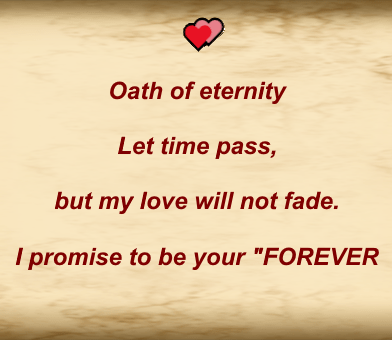 Oath of eternity
Let time pass,
but my love will not fade.
I promise to be your "FOREVER